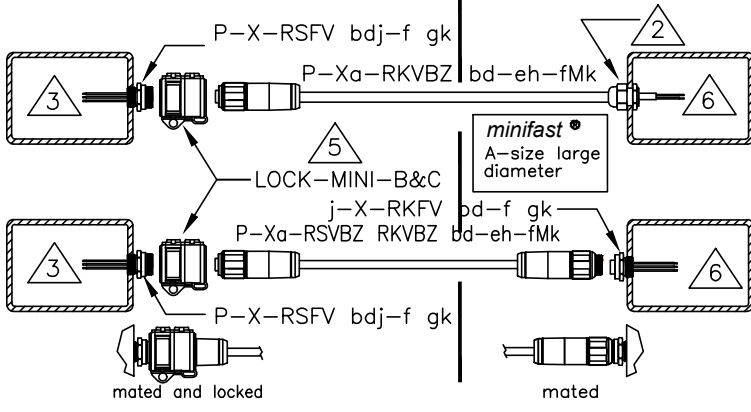 P-X-RSFV bdj-f gk
2
P-Xa-RKVBZ bd-eh-fMk
3
6
minifast ®
A-size large
diameter
5
LOCK-MINI-B&C
j-X-RKFV bd-f gk
P-Xa-RSVBZ RKVBZ bd-eh-fMk
3
6
P-X-RSFV bdj-f gk
mated and locked
mated